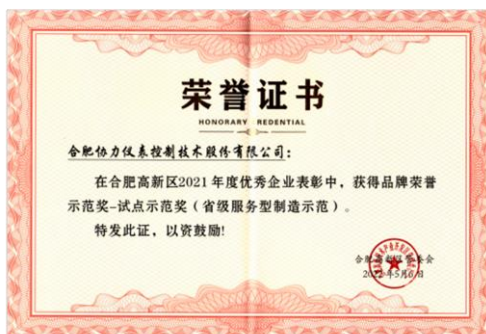 荣誉证书
HONORARY REDENTIAL
合肥协力仪表控制技术股份有限公司:
在合肥高新区2021年度优秀企业表彰中,获得品牌荣誉
示范奖-试点示范奖(省级服务型制造示范)。
特发此证,以资鼓励!